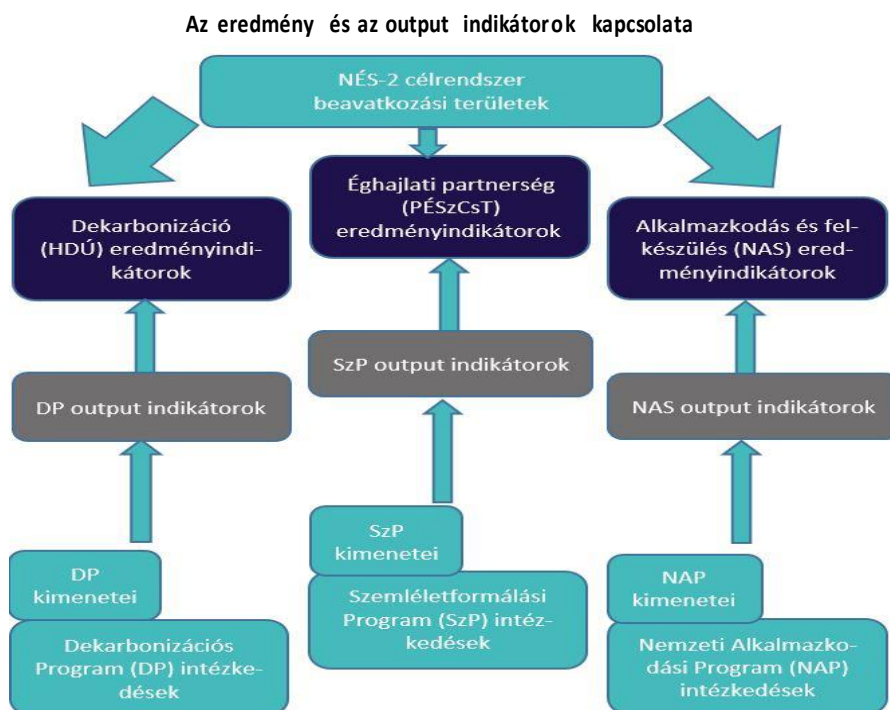 Az eredmény és az output indikátorok kapcsolata
NÉS-2 célrendszer
beavatkozási területek
Dekarbonizáció
(HDÚ) eredményindi-
kátorok
Éghajlati partnerség
(PÉSzCsT)
eredményindikátorok
Alkalmazkodás és fel-
készülés (NAS) ered-
ményindikátorok
DP output indikátorok
SzP output indikátorok
NAS output indikátorok
DP
kimenetei
Dekarbonizációs
Program (DP) intézke-
dések
SzP
kimenetei
Szemléletformálási
Program (SzP) intéz-
kedések
NAP
kimenetei
Nemzeti Alkalmazko-
dási Program (NAP)
intézkedések